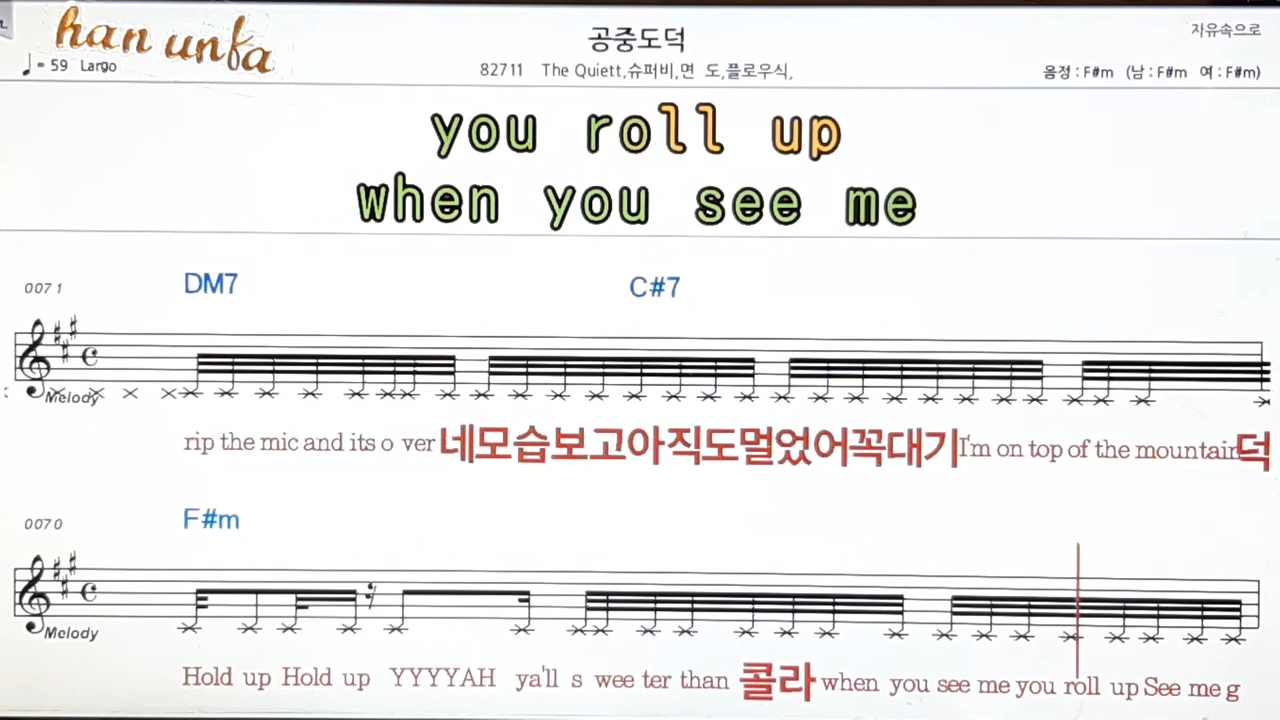 han unfa
공중도덕
자유속으로
♩ = 59 Largo
82711 The Quiett,슈퍼비,면 도,플로우식,
음정 : F#m (남 : F#m 여 : F#m)
you roll up
when you see me
0071 DM7 C#7
Melody
rip the mic and its o ver 네모습보고아직도멀었어꼭대기 I'm on top of the mountain 덕
0070 F#m
Melody
Hold up Hold up YYYYAH ya'll s wee ter than 콜라 when you see me you roll up See me g